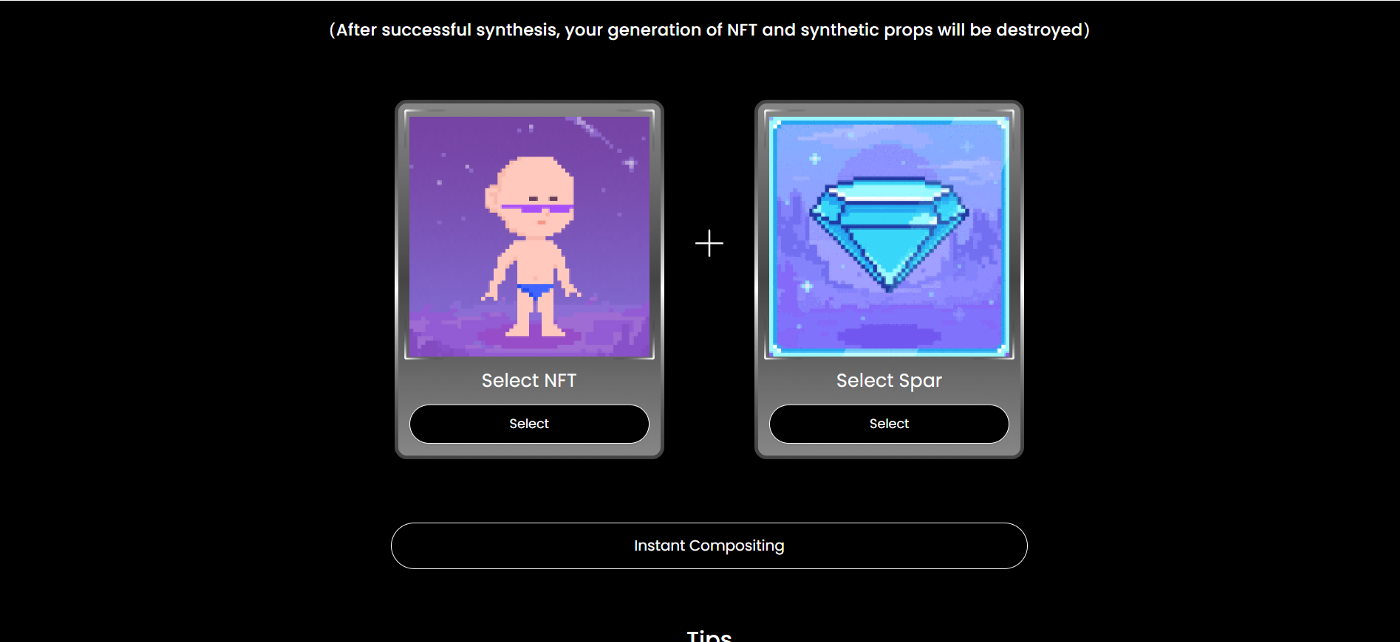 (After successful synthesis, your generation of NFT and synthetic props will be destroyed)
Select NFT
Select
Select Spar
Select
Instant Compositing
Tips